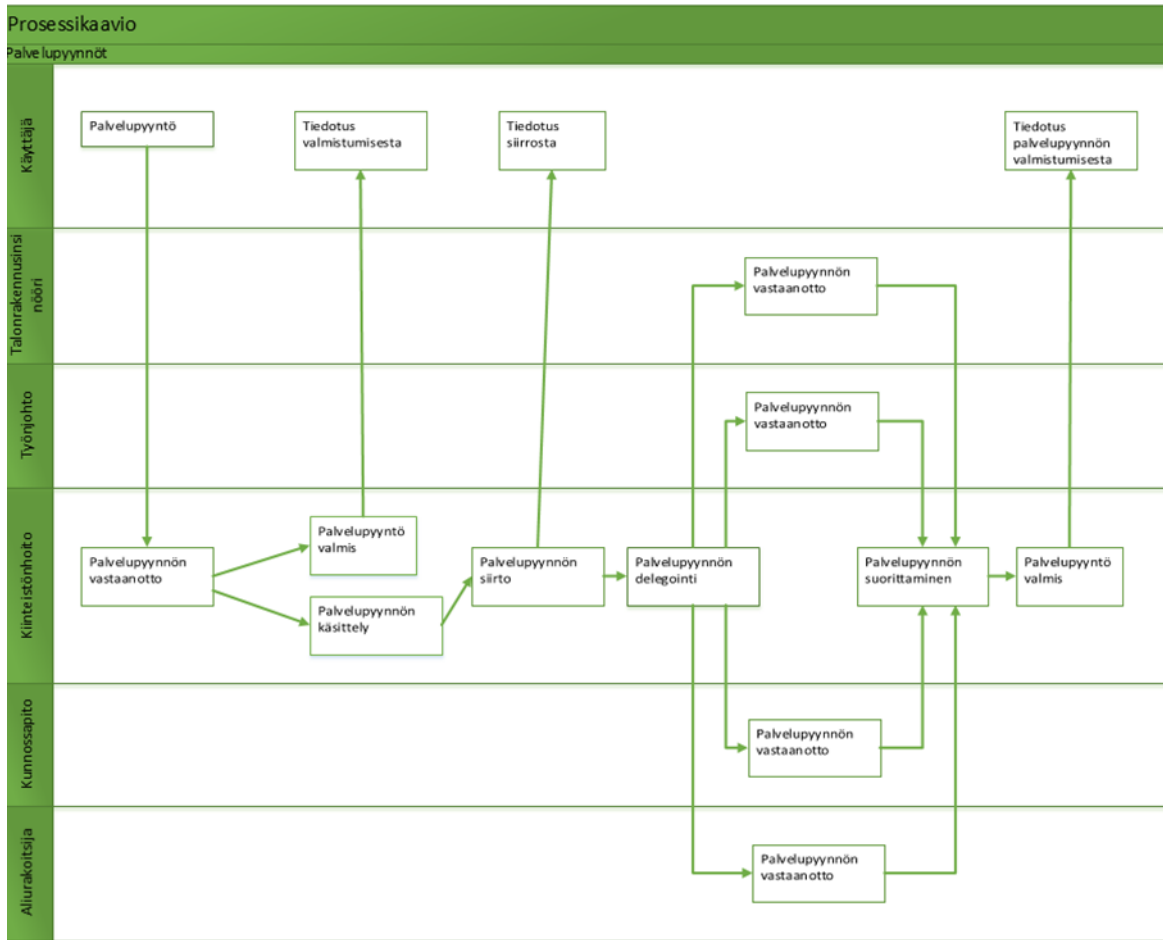 Prosessikaavio
Palvelupyynnöt
Käyttäjä
Palvelupyyntö
Tiedotus
valmistumisesta
Tiedotus
siirrosta
Tiedotus
palvelupyynnön
valmistumisesta
Talonrakennusinsi
nööri
Palvelupyynnön
vastaanotto
Työnjohto
Palvelupyynnön
vastaanotto
Kiinteistönhoito
Palvelupyynnön
vastaanotto
Palvelupyyntö
valmis
Palvelupyynnön
käsittely
Palvelupyynnön
siirto
Palvelupyynnön
delegointi
Palvelupyynnön
suorittaminen
Palvelupyyntö
valmis
Kunnossapito
Palvelupyynnön
vastaanotto
Aliurakoitsija
Palvelupyynnön
vastaanotto